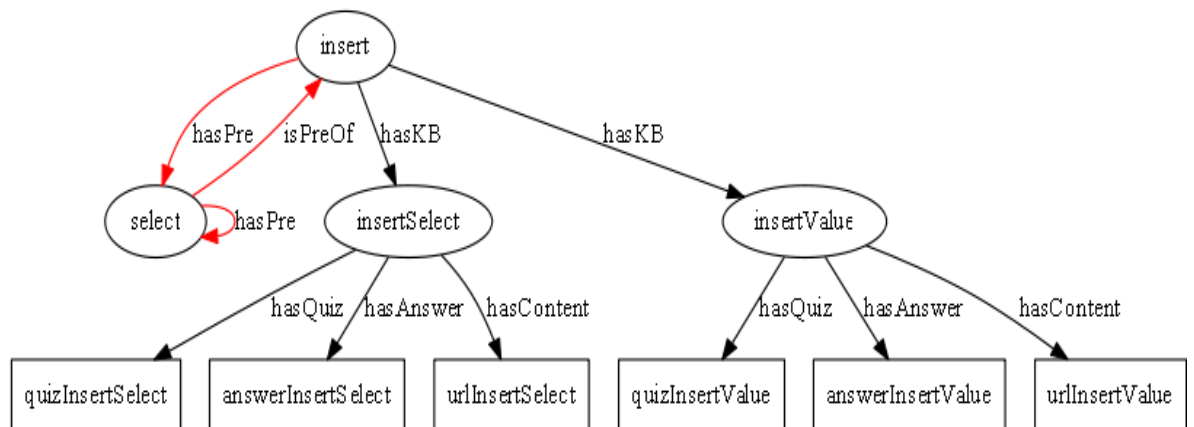 insert
hasPre
isPreOf
hasKB
hasKB
select
hasPre
insertSelect
insertValue
hasQuiz
hasAnswer
hasContent
hasQuiz
hasAnswer
hasContent
quizInsertSelect
answerInsertSelect
urlInsertSelect
quizInsertValue
answerInsertValue
urlInsertValue